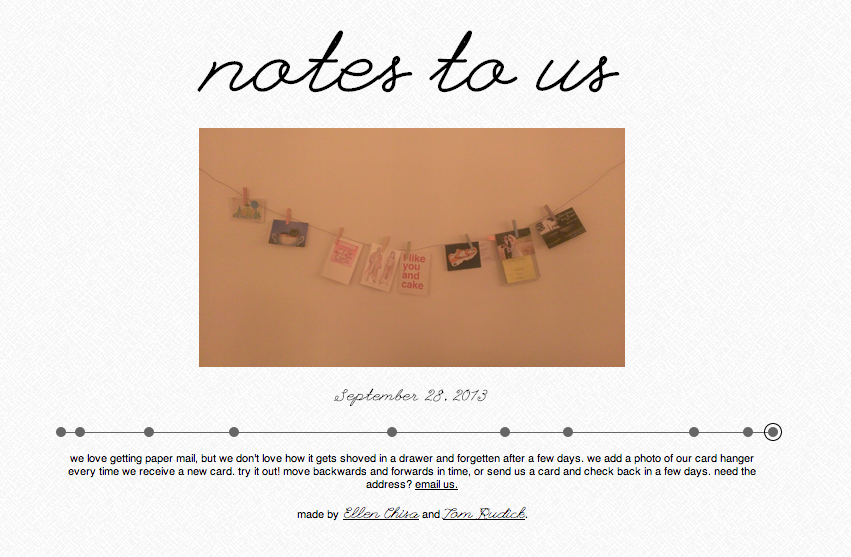 notes to us
i like
you
and
cake
September 28, 2013
we love getting paper mail, but we don't love how it gets shoved in a drawer and forgetten after a few days. we add a photo of our card hanger
every time we receive a new card. try it out! move backwards and forwards in time, or send us a card and check back in a few days. need the
address? email us.
made by Ellen Chisa and Tom Rudick.